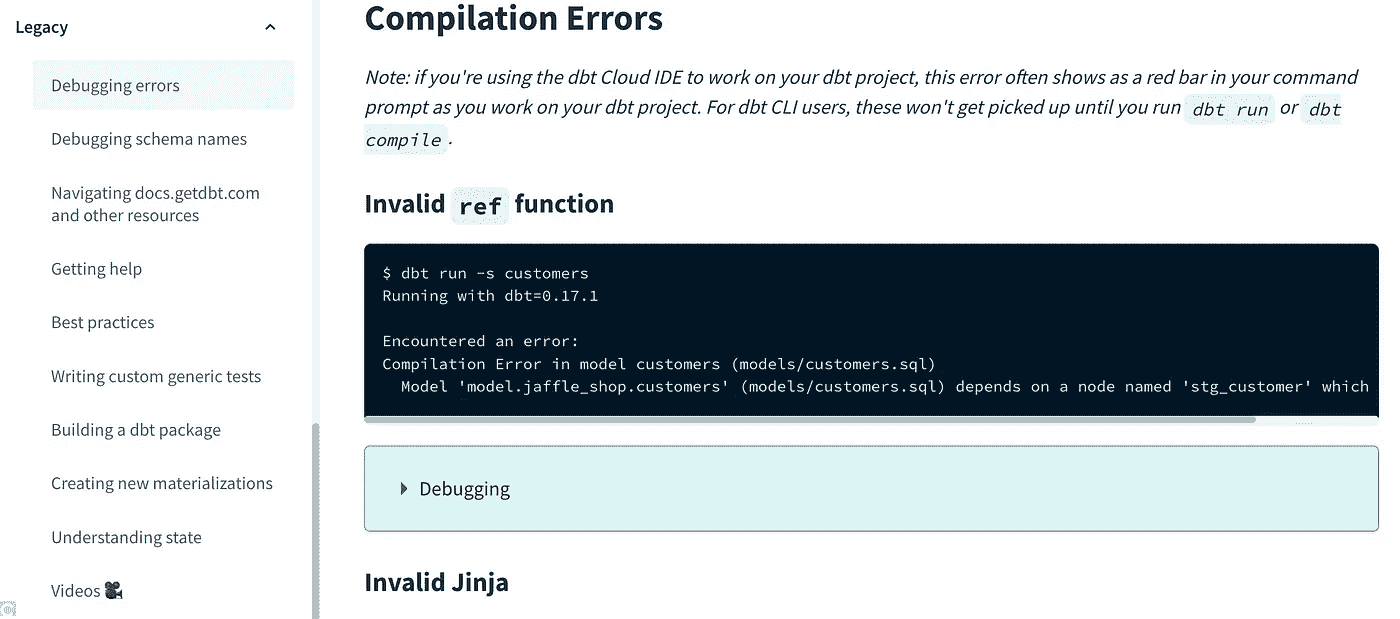 Legacy
Debugging errors
Debugging schema names
Navigating docs.getdbt.com
and other resources
Getting help
Best practices
Writing custom generic tests
Building a dbt package
Creating new materializations
Understanding state
Videos 🎥
Compilation Errors
Note: if you're using the dbt Cloud IDE to work on your dbt project, this error often shows as a red bar in your command
prompt as you work on your dbt project. For dbt CLI users, these won't get picked up until you run dbt run or dbt
compile.
Invalid ref function
$ dbt run -s customers
Running with dbt=0.17.1
Encountered an error:
Compilation Error in model customers (models/customers.sql)
Model 'model.jaffle_shop.customers' (models/customers.sql) depends on a node named 'stg_customer' which
Debugging
Invalid Jinja